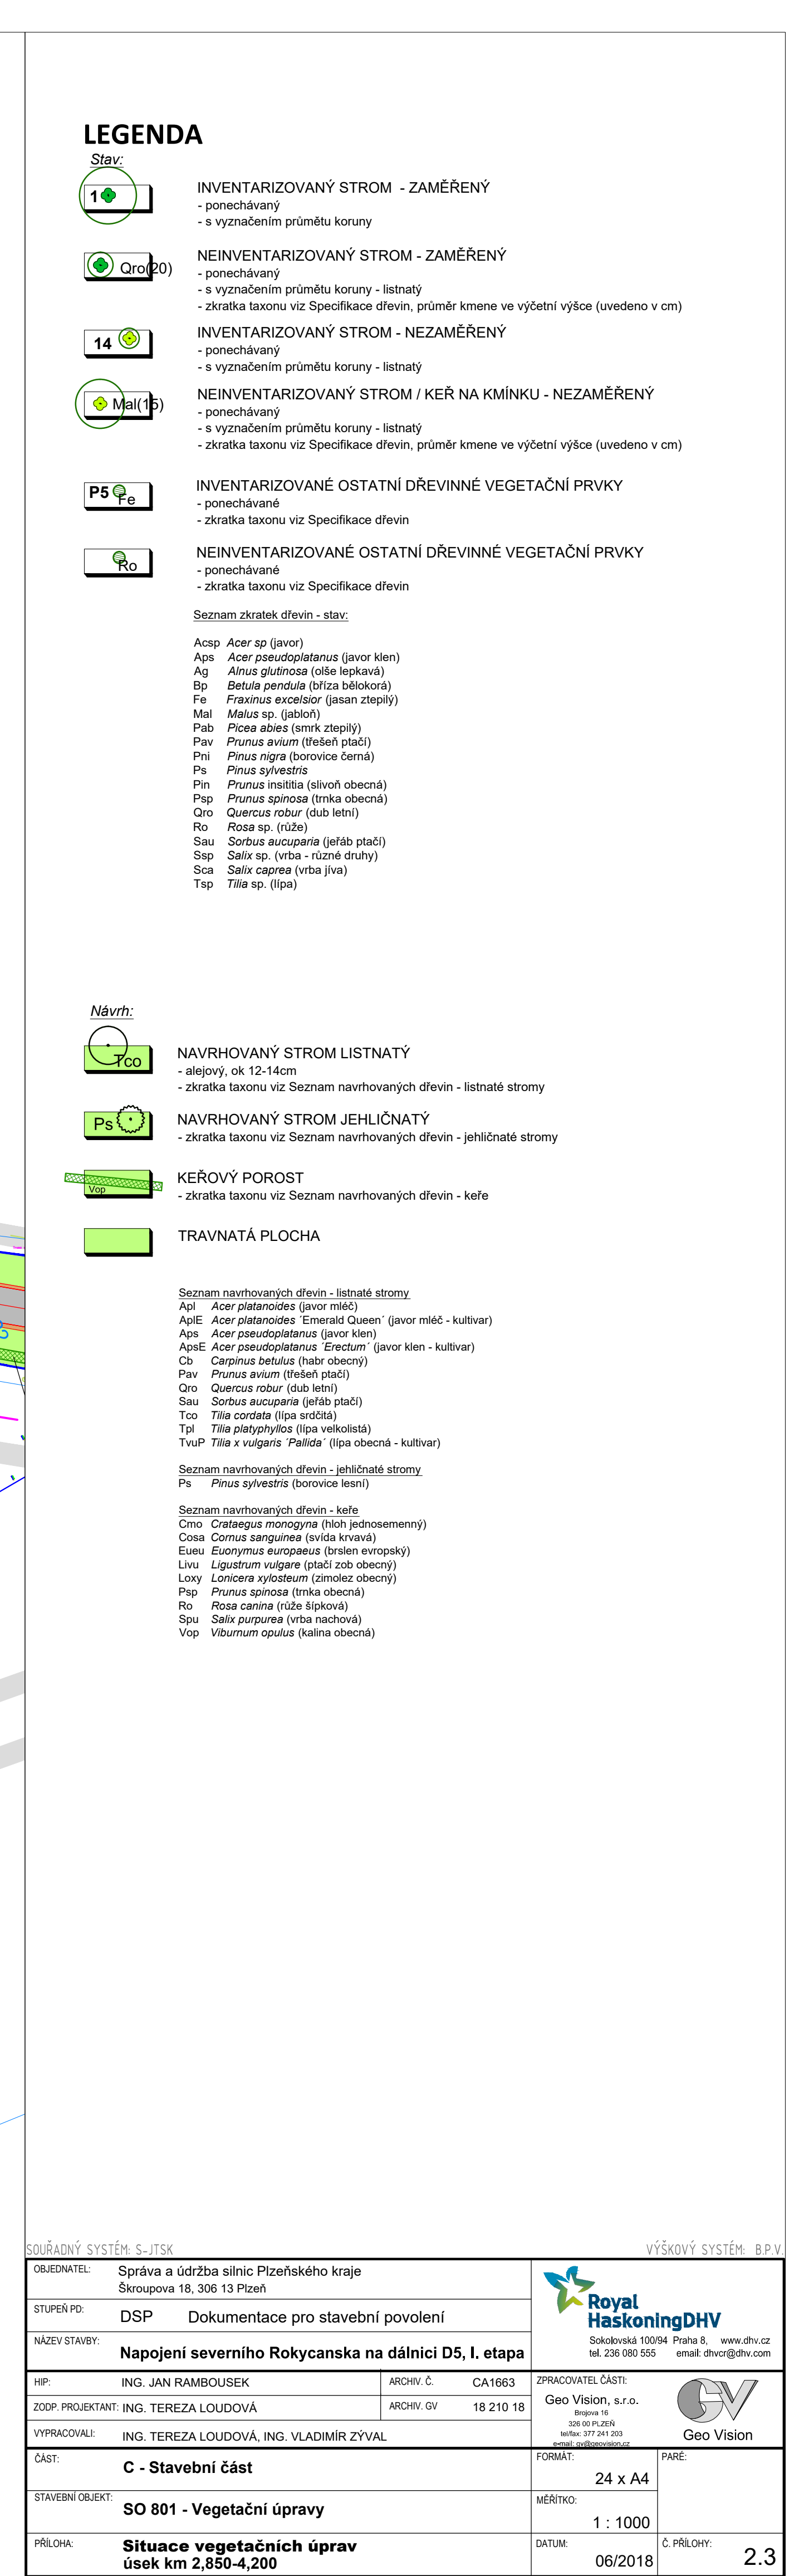 LEGENDA
Stav:
1
INVENTARIZOVANÝ STROM - ZAMĚŘENÝ
- ponechávaný
- s vyznačením průmětu koruny
Qro(20)
NEINVENTARIZOVANÝ STROM - ZAMĚŘENÝ
- ponechávaný
- s vyznačením průmětu koruny - listnatý
- zkratka taxonu viz Specifikace dřevin, průměr kmene ve výčetní výšce (uvedeno v cm)
14
INVENTARIZOVANÝ STROM - NEZAMĚŘENÝ
- ponechávaný
- s vyznačením průmětu koruny - listnatý
Mal(15)
NEINVENTARIZOVANÝ STROM / KEŘ NA KMÍNKU - NEZAMĚŘENÝ
- ponechávaný
- s vyznačením průmětu koruny - listnatý
- zkratka taxonu viz Specifikace dřevin, průměr kmene ve výčetní výšce (uvedeno v cm)
P5 Fe
INVENTARIZOVANÉ OSTATNÍ DŘEVINNÉ VEGETAČNÍ PRVKY
- ponechávané
- zkratka taxonu viz Specifikace dřevin
Ro
NEINVENTARIZOVANÉ OSTATNÍ DŘEVINNÉ VEGETAČNÍ PRVKY
- ponechávané
- zkratka taxonu viz Specifikace dřevin
Seznam zkratek dřevin - stav:
Acsp Acer sp (javor)
Aps Acer pseudoplatanus (javor klen)
Ag Alnus glutinosa (olše lepkavá)
Bp Betula pendula (bříza bělokorá)
Fe Fraxinus excelsior (jasan ztepilý)
Mal Malus sp. (jabloň)
Pab Picea abies (smrk ztepilý)
Pav Prunus avium (třešeň ptačí)
Pni Pinus nigra (borovice černá)
Ps Pinus sylvestris
Pin Prunus insititia (slivoň obecná)
Psp Prunus spinosa (trnka obecná)
Qro Quercus robur (dub letní)
Ro Rosa sp. (růže)
Sau Sorbus aucuparia (jeřáb ptačí)
Ssp Salix sp. (vrba - různé druhy)
Sca Salix caprea (vrba jíva)
Tsp Tilia sp. (lípa)
Návrh:
Tco
NAVRHOVANÝ STROM LISTNATÝ
- alejový, ok 12-14cm
- zkratka taxonu viz Seznam navrhovaných dřevin - listnaté stromy
Ps
NAVRHOVANÝ STROM JEHLIČNATÝ
- zkratka taxonu viz Seznam navrhovaných dřevin - jehličnaté stromy
Vop
KEŘOVÝ POROST
- zkratka taxonu viz Seznam navrhovaných dřevin - keře
TRAVNATÁ PLOCHA
Seznam navrhovaných dřevin - listnaté stromy
Apl Acer platanoides (javor mléč)
AplE Acer platanoides ´Emerald Queen´ (javor mléč - kultivar)
Aps Acer pseudoplatanus (javor klen)
ApsE Acer pseudoplatanus ´Erectum´ (javor klen - kultivar)
Cb Carpinus betulus (habr obecný)
Pav Prunus avium (třešeň ptačí)
Qro Quercus robur (dub letní)
Sau Sorbus aucuparia (jeřáb ptačí)
Tco Tilia cordata (lípa srdčitá)
Tpl Tilia platyphyllos (lípa velkolistá)
TvuP Tilia x vulgaris ´Pallida´ (lípa obecná - kultivar)
Seznam navrhovaných dřevin - jehličnaté stromy
Ps Pinus sylvestris (borovice lesní)
Seznam navrhovaných dřevin - keře
Cmo Crataegus monogyna (hloh jednosemenný)
Cosa Cornus sanguinea (svída krvavá)
Eueu Euonymus europaeus (brslen evropský)
Livu Ligustrum vulgare (ptačí zob obecný)
Loxy Lonicera xylosteum (zimolez obecný)
Psp Prunus spinosa (trnka obecná)
Ro Rosa canina (růže šípková)
Spu Salix purpurea (vrba nachová)
Vop Viburnum opulus (kalina obecná)
SOUŘADNÝ SYSTÉM: S-JTSK
VÝŠKOVÝ SYSTÉM: B.P.V.
OBJEDNATEL: Správa a údržba silnic Plzeňského kraje
Škroupova 18, 306 13 Plzeň
STUPEŇ PD: DSP Dokumentace pro stavební povolení
NÁZEV STAVBY: Napojení severního Rokycanska na dálnici D5, I. etapa
Royal
HaskoningDHV
Sokolovská 100/94 Praha 8, www.dhv.cz
tel. 236 080 555 email: dhvcr@dhv.com
HIP: ING. JAN RAMBOUSEK ARCHIV. Č. CA1663
ZODP. PROJEKTANT: ING. TEREZA LOUDOVÁ ARCHIV. GV 18 210 18
VYPRACOVALI: ING. TEREZA LOUDOVÁ, ING. VLADIMÍR ZÝVAL
ZPRACOVATEL ČÁSTI:
Geo Vision, s.r.o.
Brojova 16
326 00 PLZEŇ
tel/fax: 377 241 203
e-mail: gv@geovision.cz
GV
Geo Vision
ČÁST: C - Stavební část
FORMÁT: 24 x A4
PARÉ:
STAVEBNÍ OBJEKT: SO 801 - Vegetační úpravy
MĚŘÍTKO: 1 : 1000
PŘÍLOHA: Situace vegetačních úprav
úsek km 2,850-4,200
DATUM: 06/2018
Č. PŘÍLOHY: 2.3